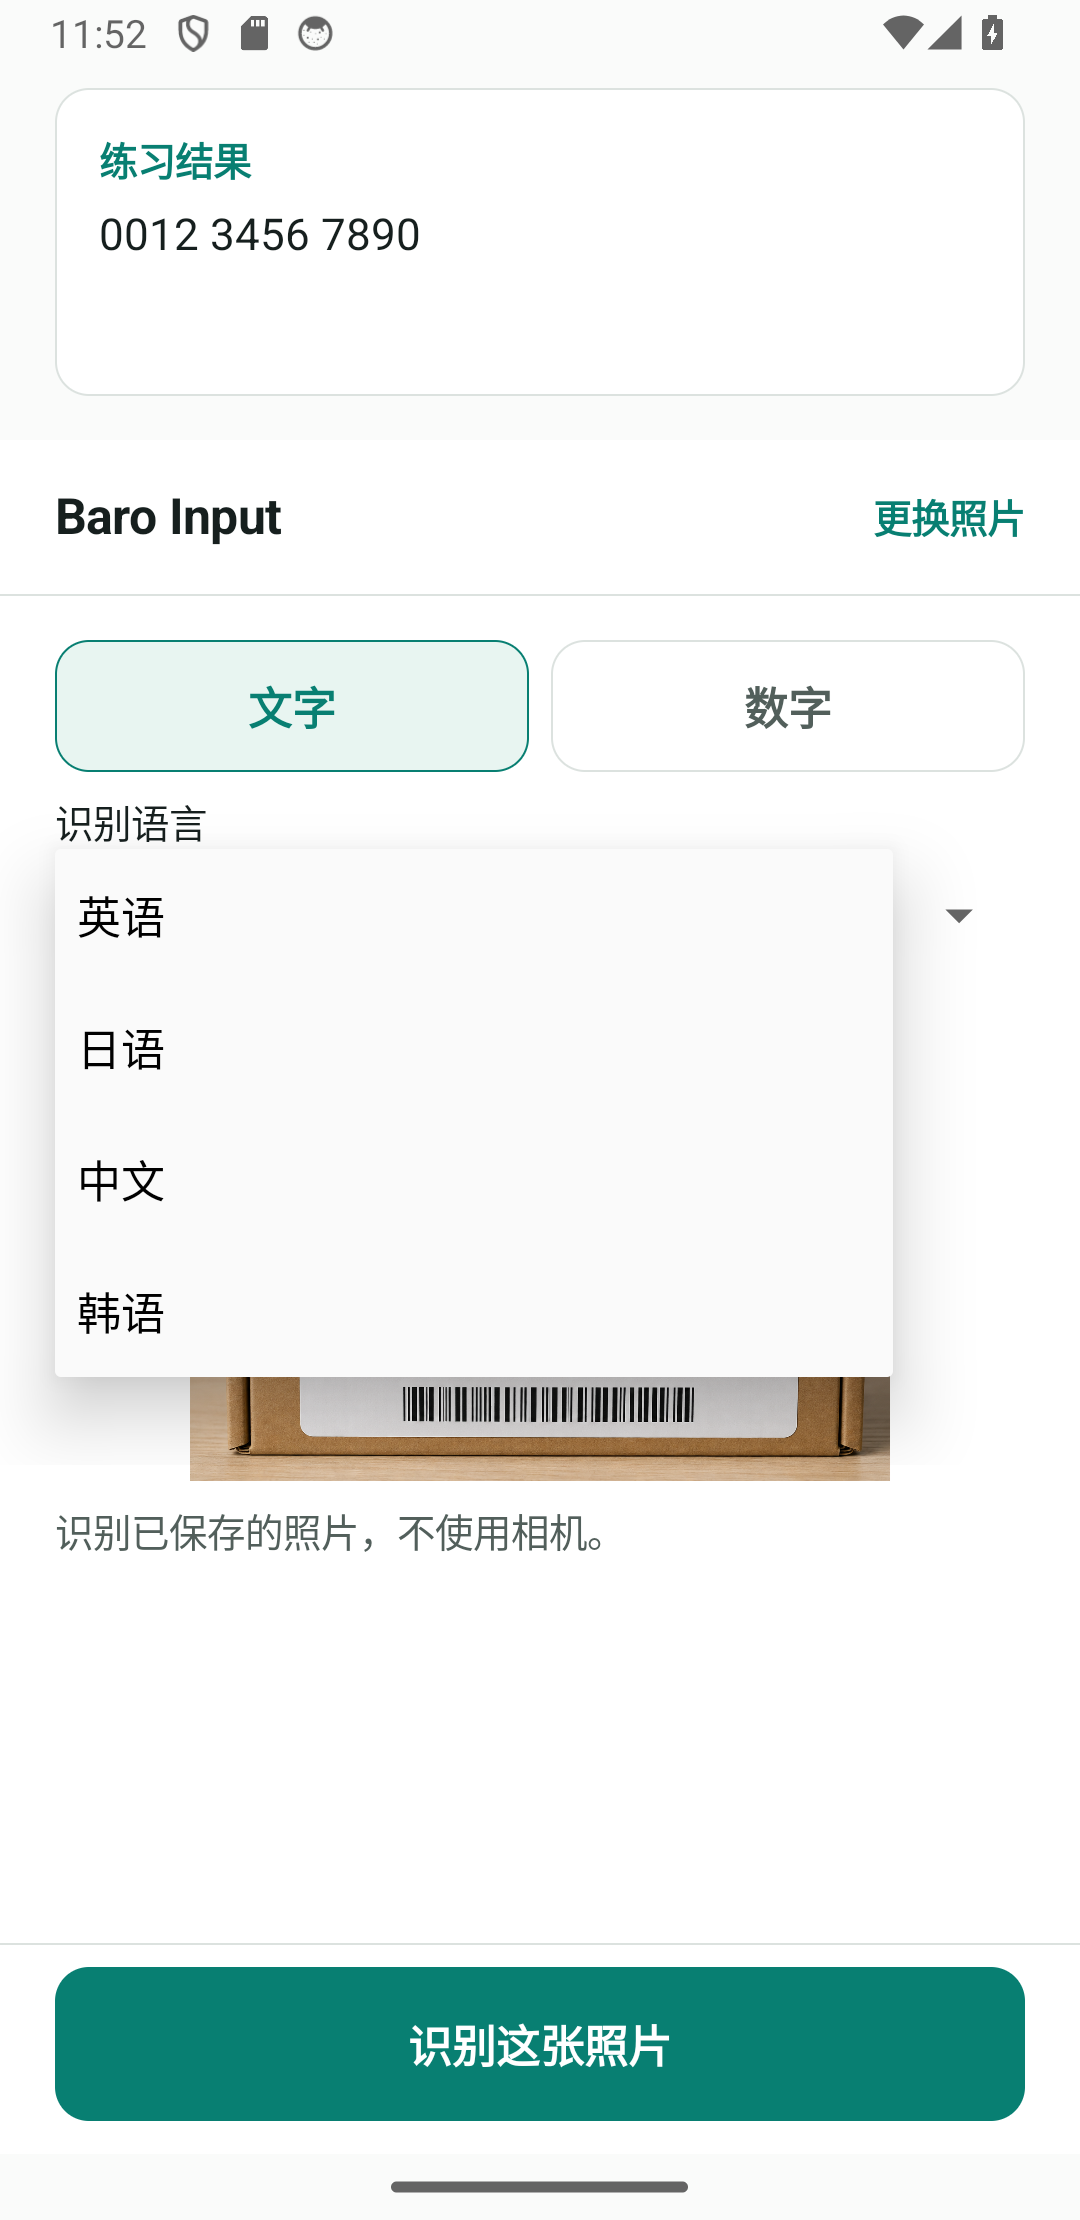 11:52
练习结果
0012 3456 7890
Baro Input
更换照片
文字
数字
识别语言
英语
日语
中文
韩语
识别已保存的照片，不使用相机。
识别这张照片